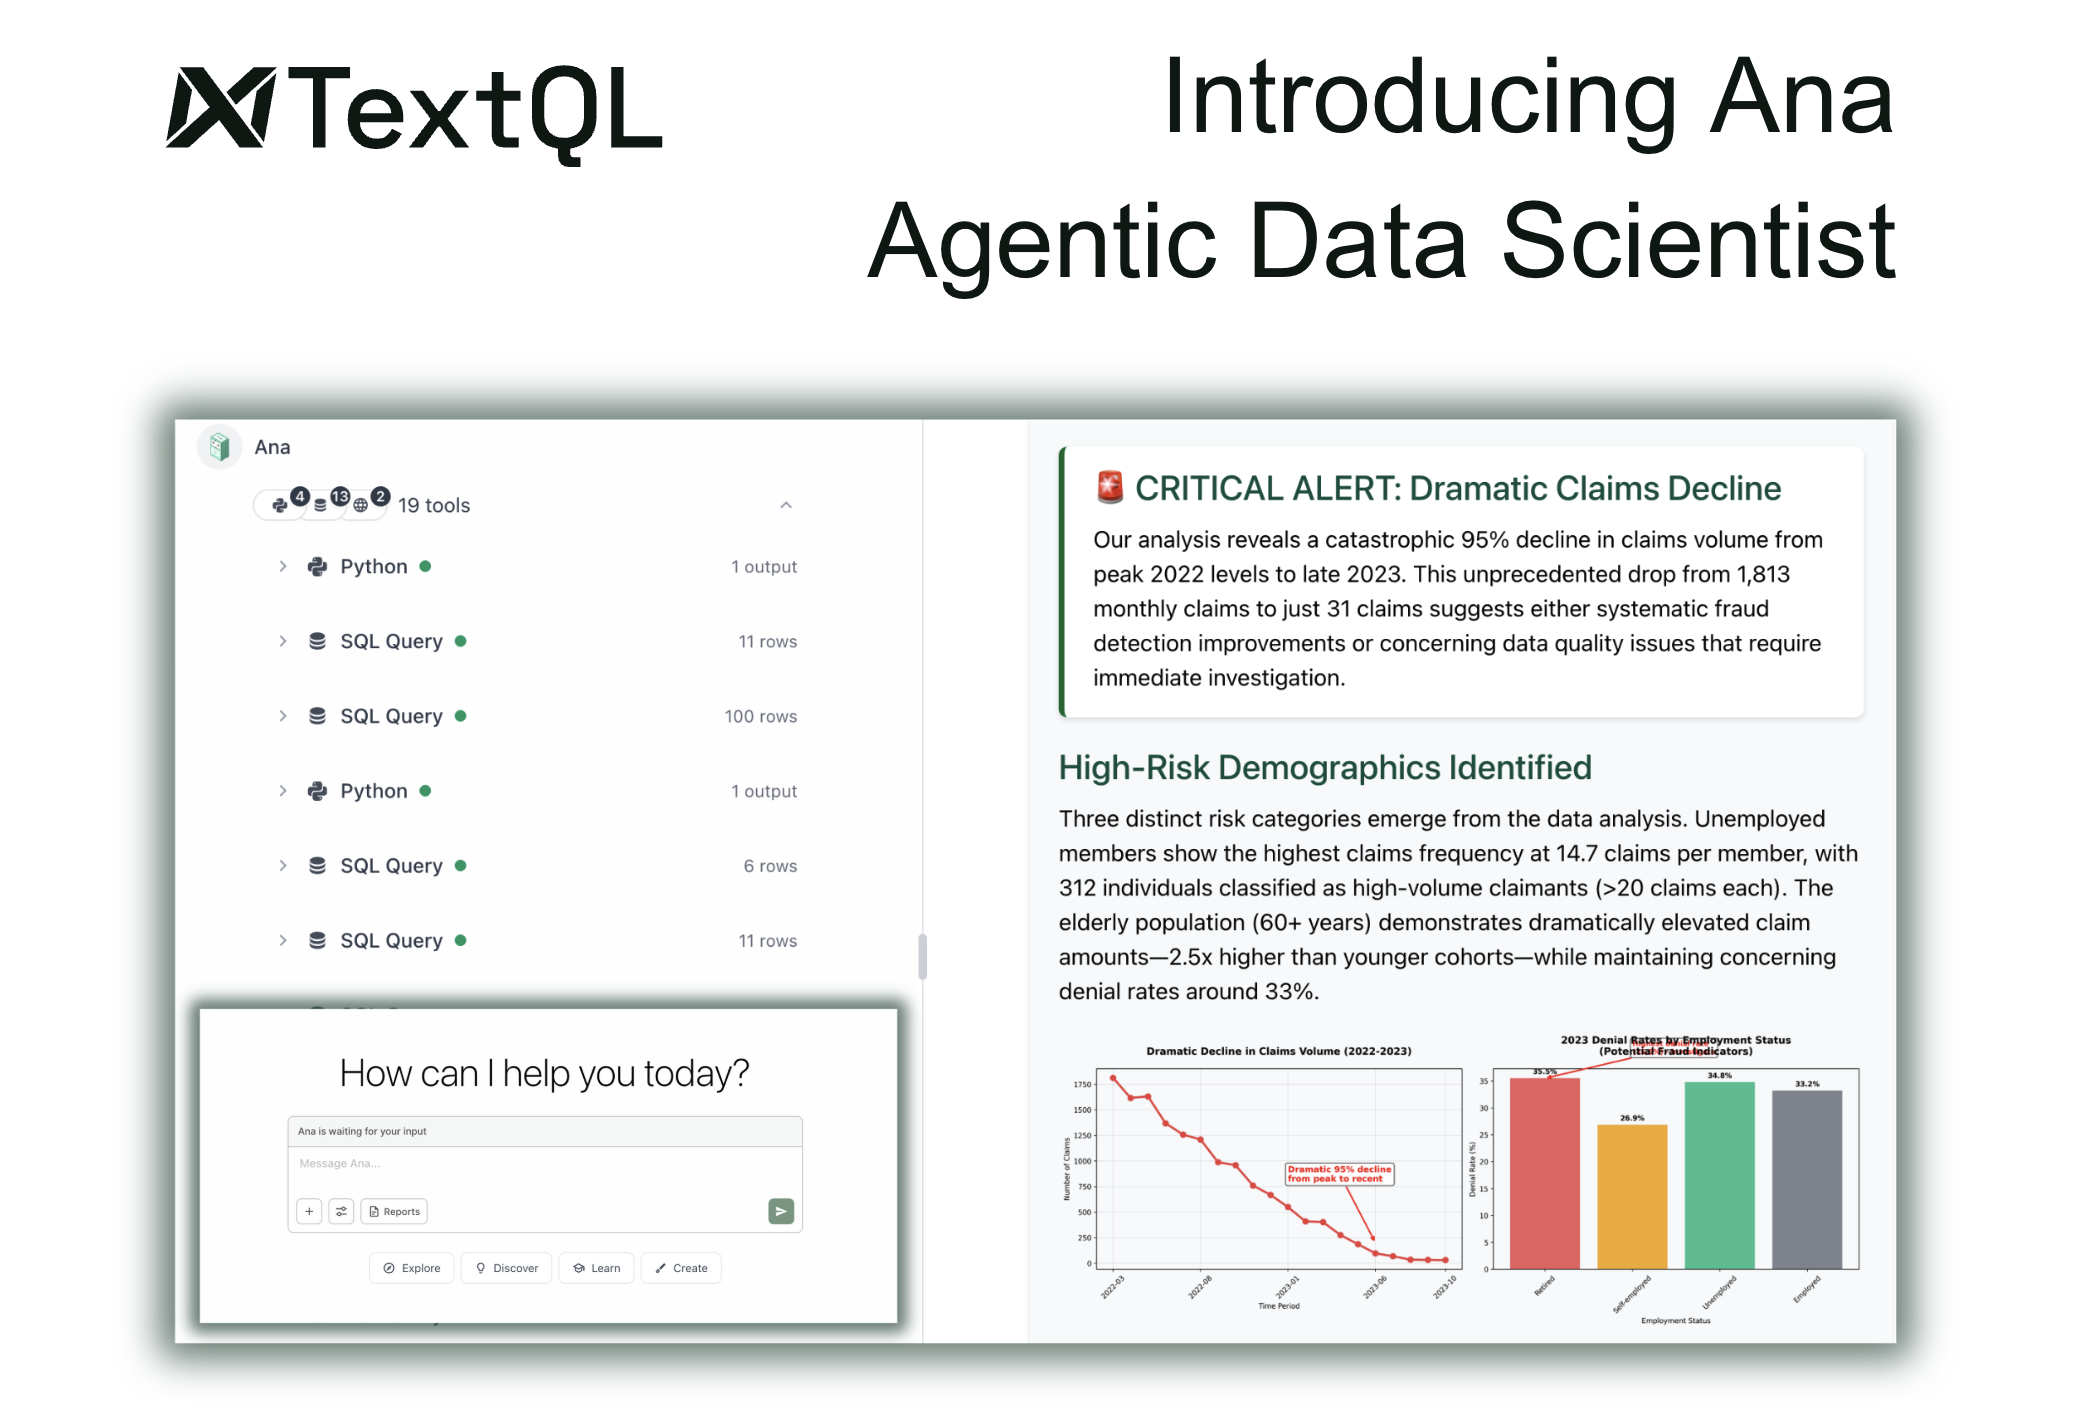 TextQL
Introducing Ana
Agentic Data Scientist
Ana
4
13
2
19 tools
Python
1 output
SQL Query
11 rows
SQL Query
100 rows
Python
1 output
SQL Query
6 rows
SQL Query
11 rows
How can I help you today?
Ana is waiting for your input
Message Ana...
Reports
Explore
Discover
Learn
Create
CRITICAL ALERT: Dramatic Claims Decline
Our analysis reveals a catastrophic 95% decline in claims volume from
peak 2022 levels to late 2023. This unprecedented drop from 1,813
monthly claims to just 31 claims suggests either systematic fraud
detection improvements or concerning data quality issues that require
immediate investigation.
High-Risk Demographics Identified
Three distinct risk categories emerge from the data analysis. Unemployed
members show the highest claims frequency at 14.7 claims per member, with
312 individuals classified as high-volume claimants (>20 claims each). The
elderly population (60+ years) demonstrates dramatically elevated claim
amounts—2.5x higher than younger cohorts—while maintaining concerning
denial rates around 33%.
Dramatic Decline in Claims Volume (2022-2023)
Number of Claims
1750
1500
1250
1000
750
500
250
0
Dramatic 95% decline
from peak to recent
2022-03
2022-08
2023-01
2023-06
2023-10
Time Period
2023 Denial Rates by Employment Status
(Potential Fraud Indicators)
Denial Rate (%)
35
30
25
20
15
10
5
0
35.5%
26.9%
34.8%
33.2%
Retired
Self-employed
Unemployed
Employed
Employment Status